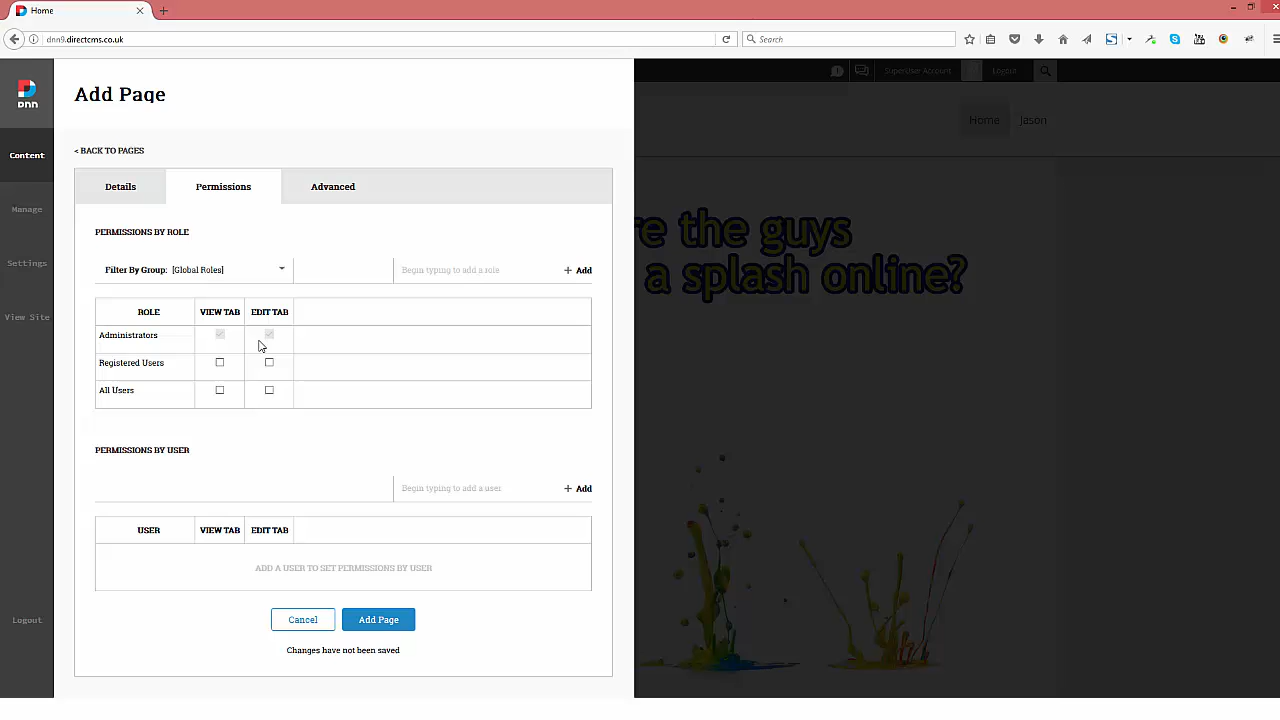 Home
dnn9.directcms.co.uk
Search
SuperUser Account
Logout
Home Jason
Dnn
Content
Manage
Settings
View Site
Logout
Add Page
< BACK TO PAGES
Details Permissions Advanced
PERMISSIONS BY ROLE
Filter By Group: [Global Roles] Begin typing to add a role + Add
ROLE VIEW TAB EDIT TAB
Administrators
Registered Users
All Users
PERMISSIONS BY USER
Begin typing to add a user + Add
USER VIEW TAB EDIT TAB
ADD A USER TO SET PERMISSIONS BY USER
Cancel Add Page
Changes have not been saved
re the guys
a splash online?